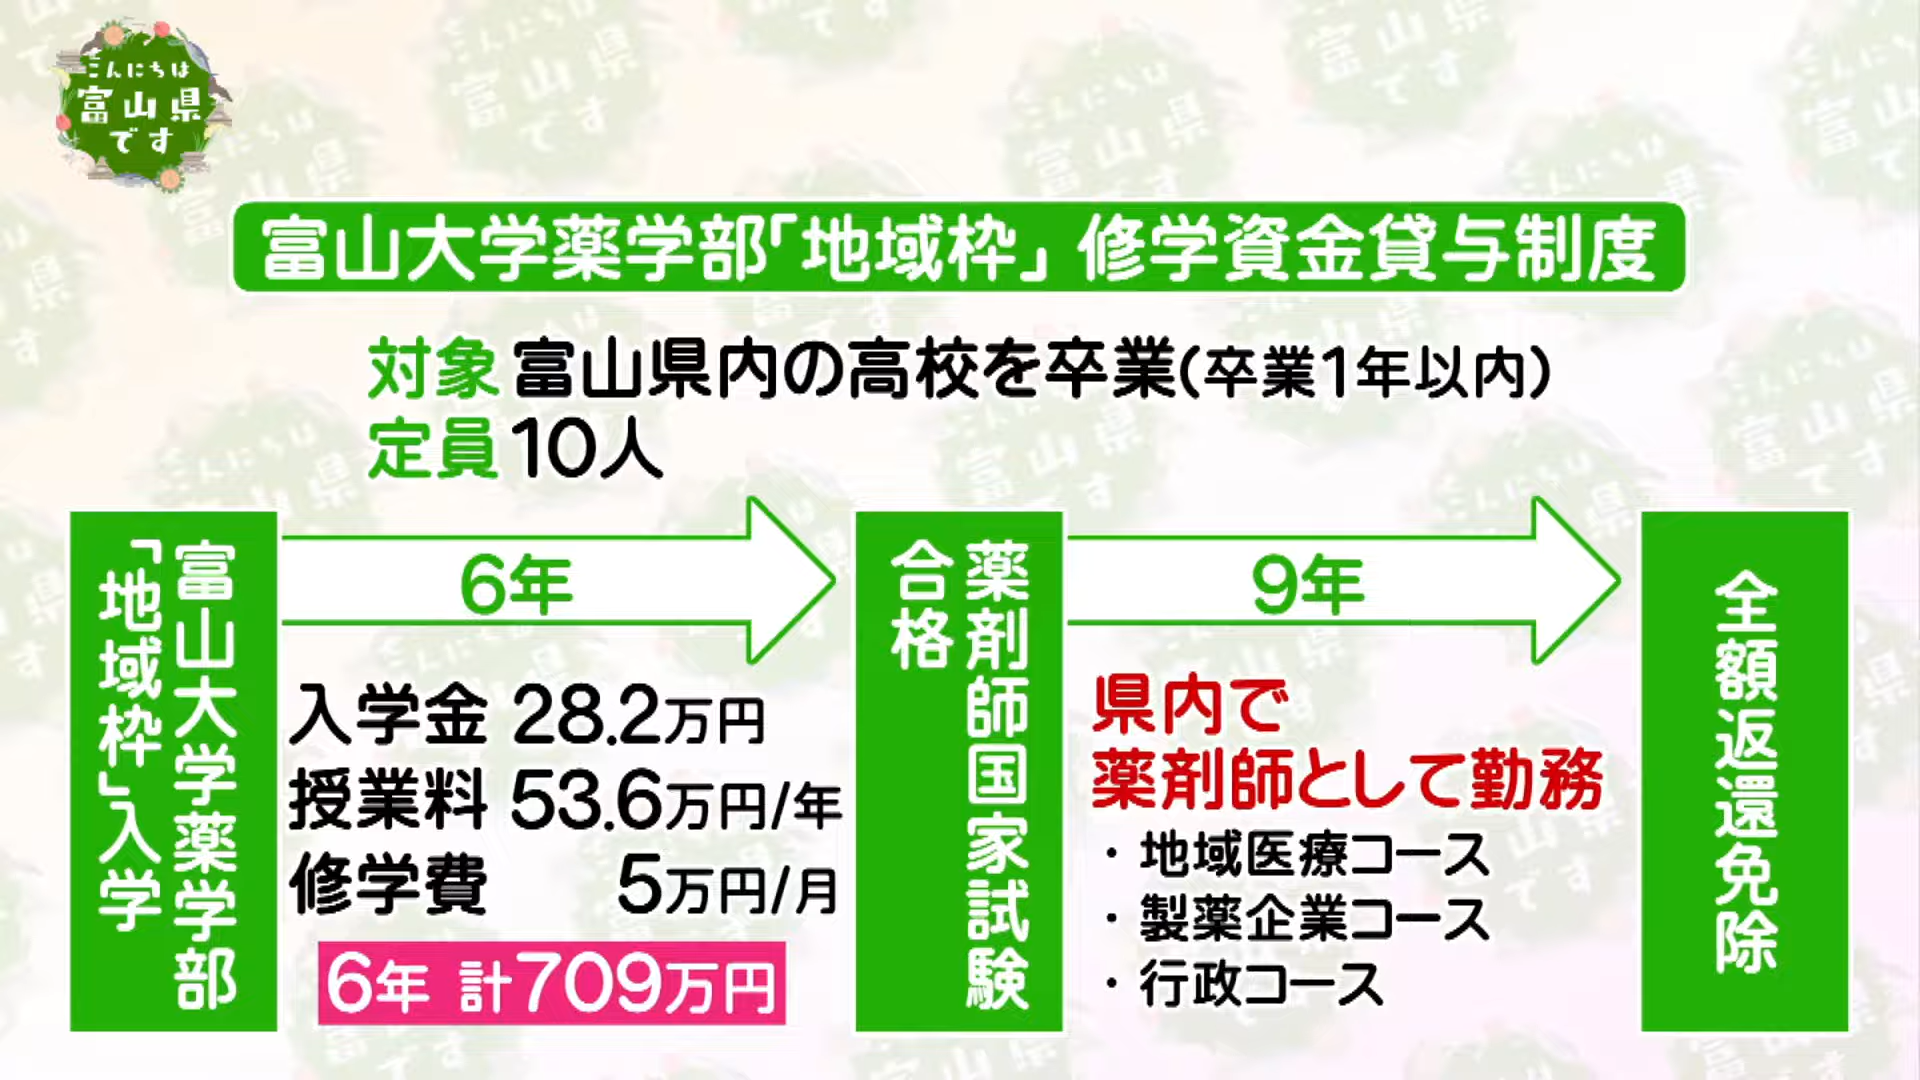 こんにちは
富山県
です
富山大学薬学部「地域枠」修学資金貸与制度
対象 富山県内の高校を卒業(卒業1年以内)
定員 10人
富山大学薬学部
「地域枠」入学
6年
入学金 28.2万円
授業料 53.6万円/年
修学費 5万円/月
6年 計709万円
薬剤師国家試験
合格
9年
県内で
薬剤師として勤務
・地域医療コース
・製薬企業コース
・行政コース
全額返還免除